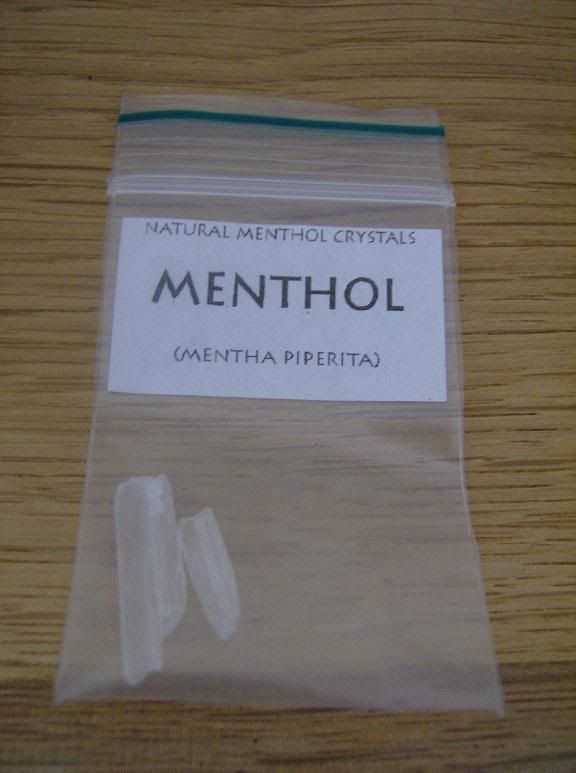 NATURAL MENTHOL CRYSTALS
MENTHOL
(MENTHA PIPERITA)